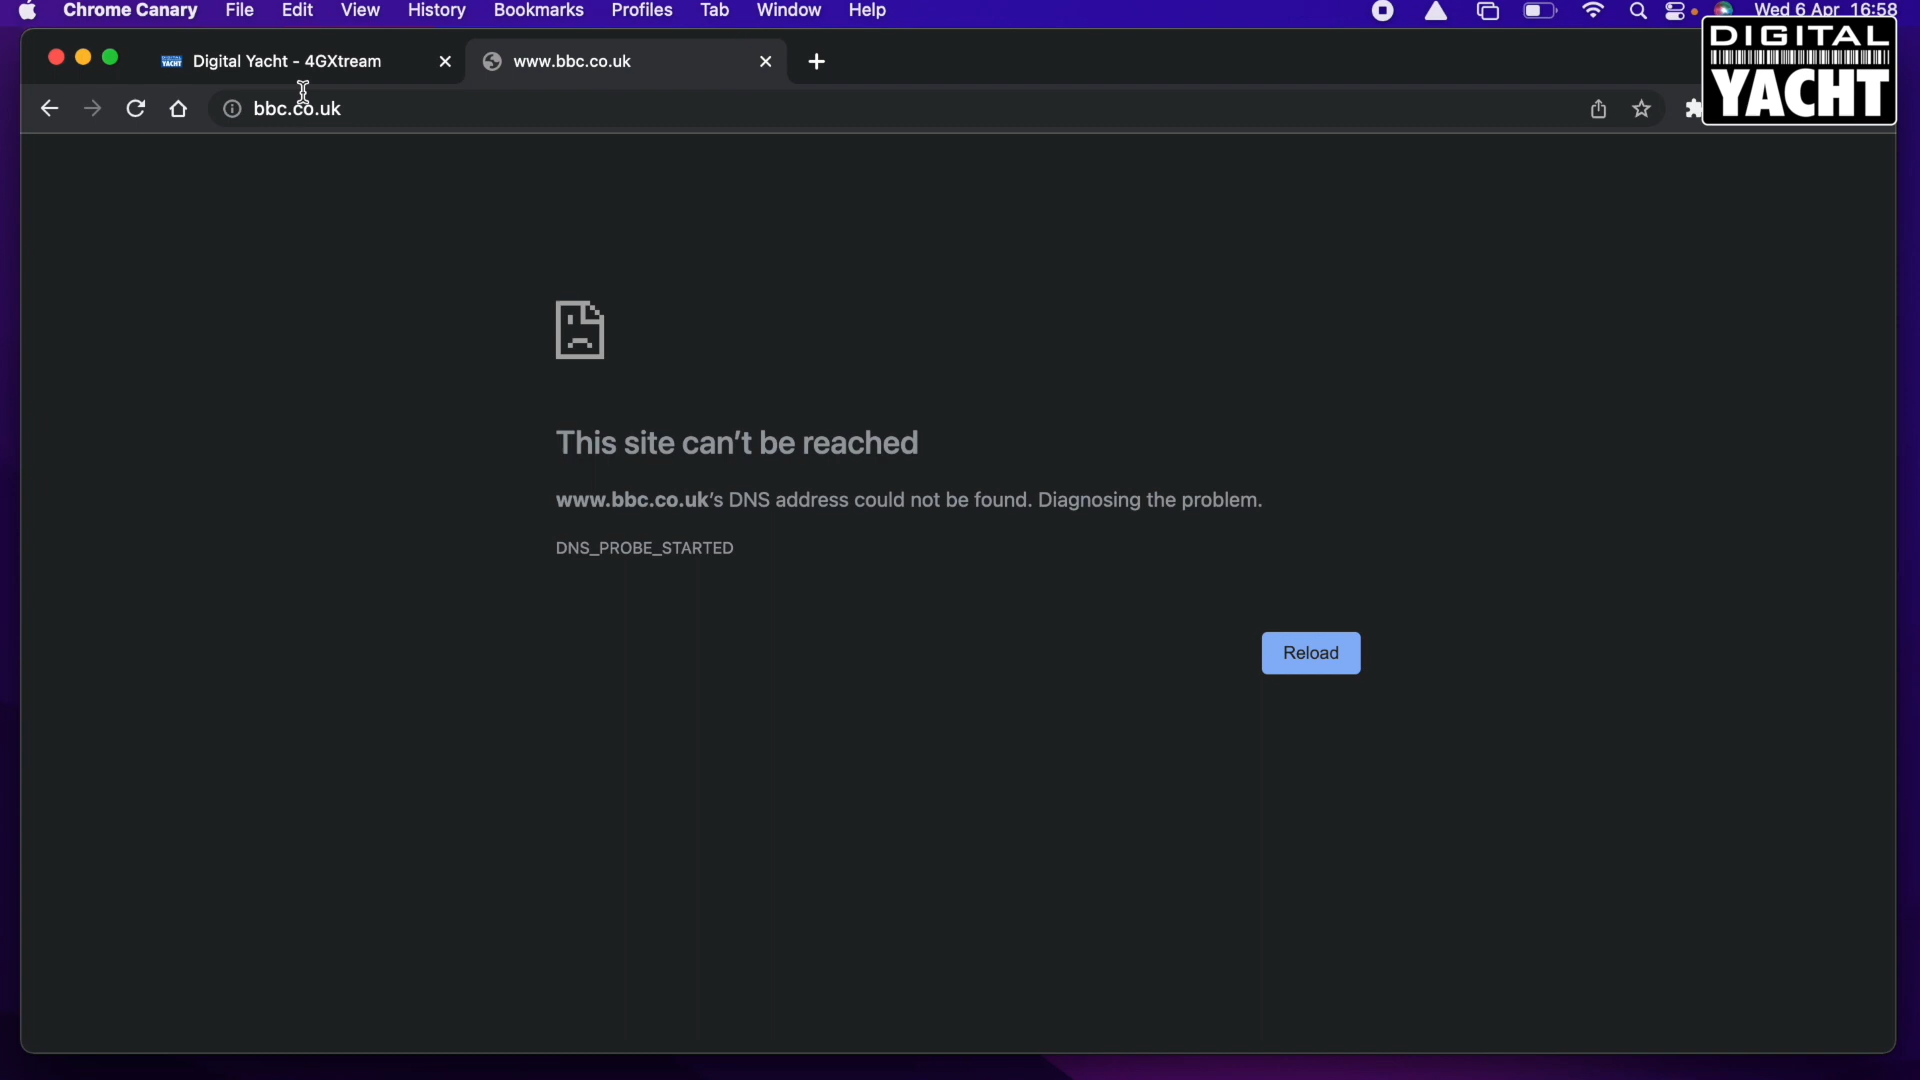 Chrome Canary File Edit View History Bookmarks Profiles Tab Window Help Wed 6 Apr 16:58
DIGITAL
YACHT
DIGITAL
YACHT
Digital Yacht - 4GXtream www.bbc.co.uk
bbc.co.uk
This site can't be reached
www.bbc.co.uk's DNS address could not be found. Diagnosing the problem.
DNS_PROBE_STARTED
Reload